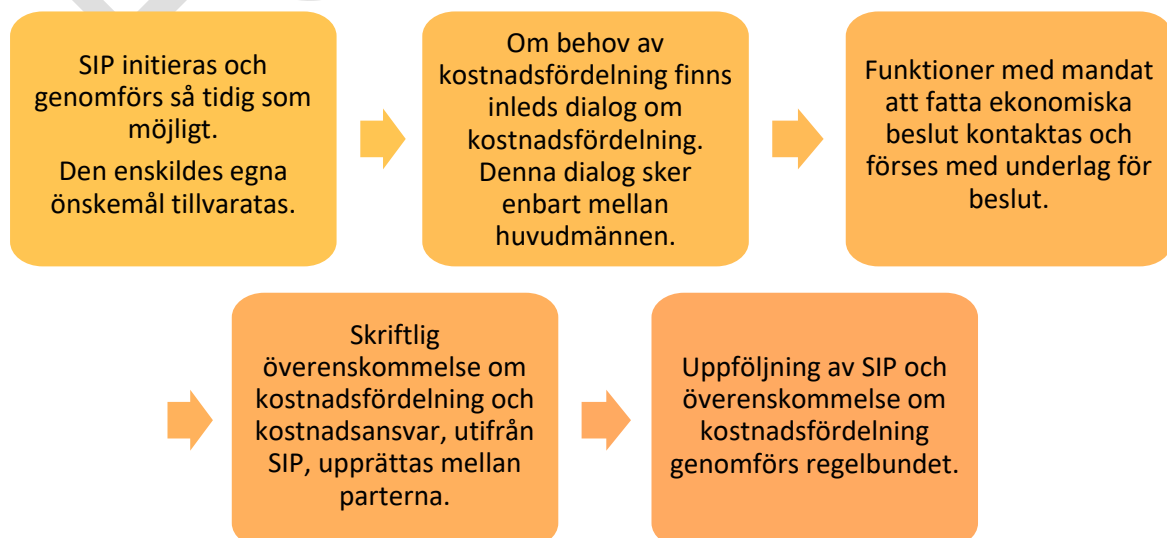 SIP initieras och
genomförs så tidig som
möjligt.
Den enskildes egna
önskemål tillvaratas.
Om behov av
kostnadsfördelning finns
inleds dialog om
kostnadsfördelning.
Denna dialog sker
enbart mellan
huvudmännen.
Funktioner med mandat
att fatta ekonomiska
beslut kontaktas och
förses med underlag för
beslut.
Skriftlig
överenskommelse om
kostnadsfördelning och
kostnadsansvar, utifrån
SIP, upprättas mellan
parterna.
Uppföljning av SIP och
överenskommelse om
kostnadsfördelning
genomförs regelbundet.